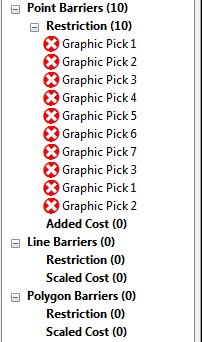 Point Barriers (10)
Restriction (10)
Graphic Pick 1
Graphic Pick 2
Graphic Pick 3
Graphic Pick 4
Graphic Pick 5
Graphic Pick 6
Graphic Pick 7
Graphic Pick 3
Graphic Pick 1
Graphic Pick 2
Added Cost (0)
Line Barriers (0)
Restriction (0)
Scaled Cost (0)
Polygon Barriers (0)
Restriction (0)
Scaled Cost (0)